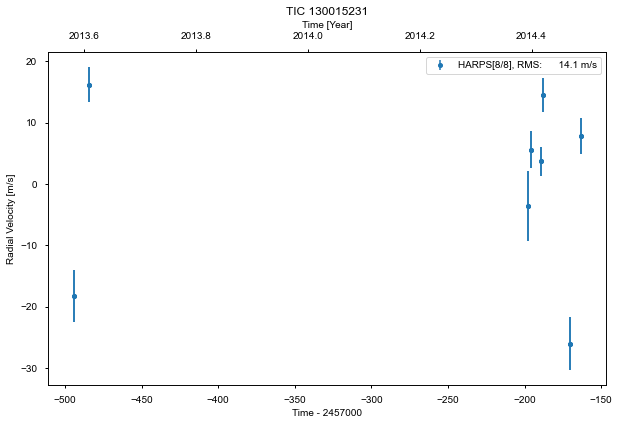 TIC 130015231
Time [Year]
2013.6 2013.8 2014.0 2014.2 2014.4
HARPS[8/8], RMS: 14.1 m/s
20
10
0
−10
−20
−30
Radial Velocity [m/s]
−500 −450 −400 −350 −300 −250 −200 −150
Time - 2457000